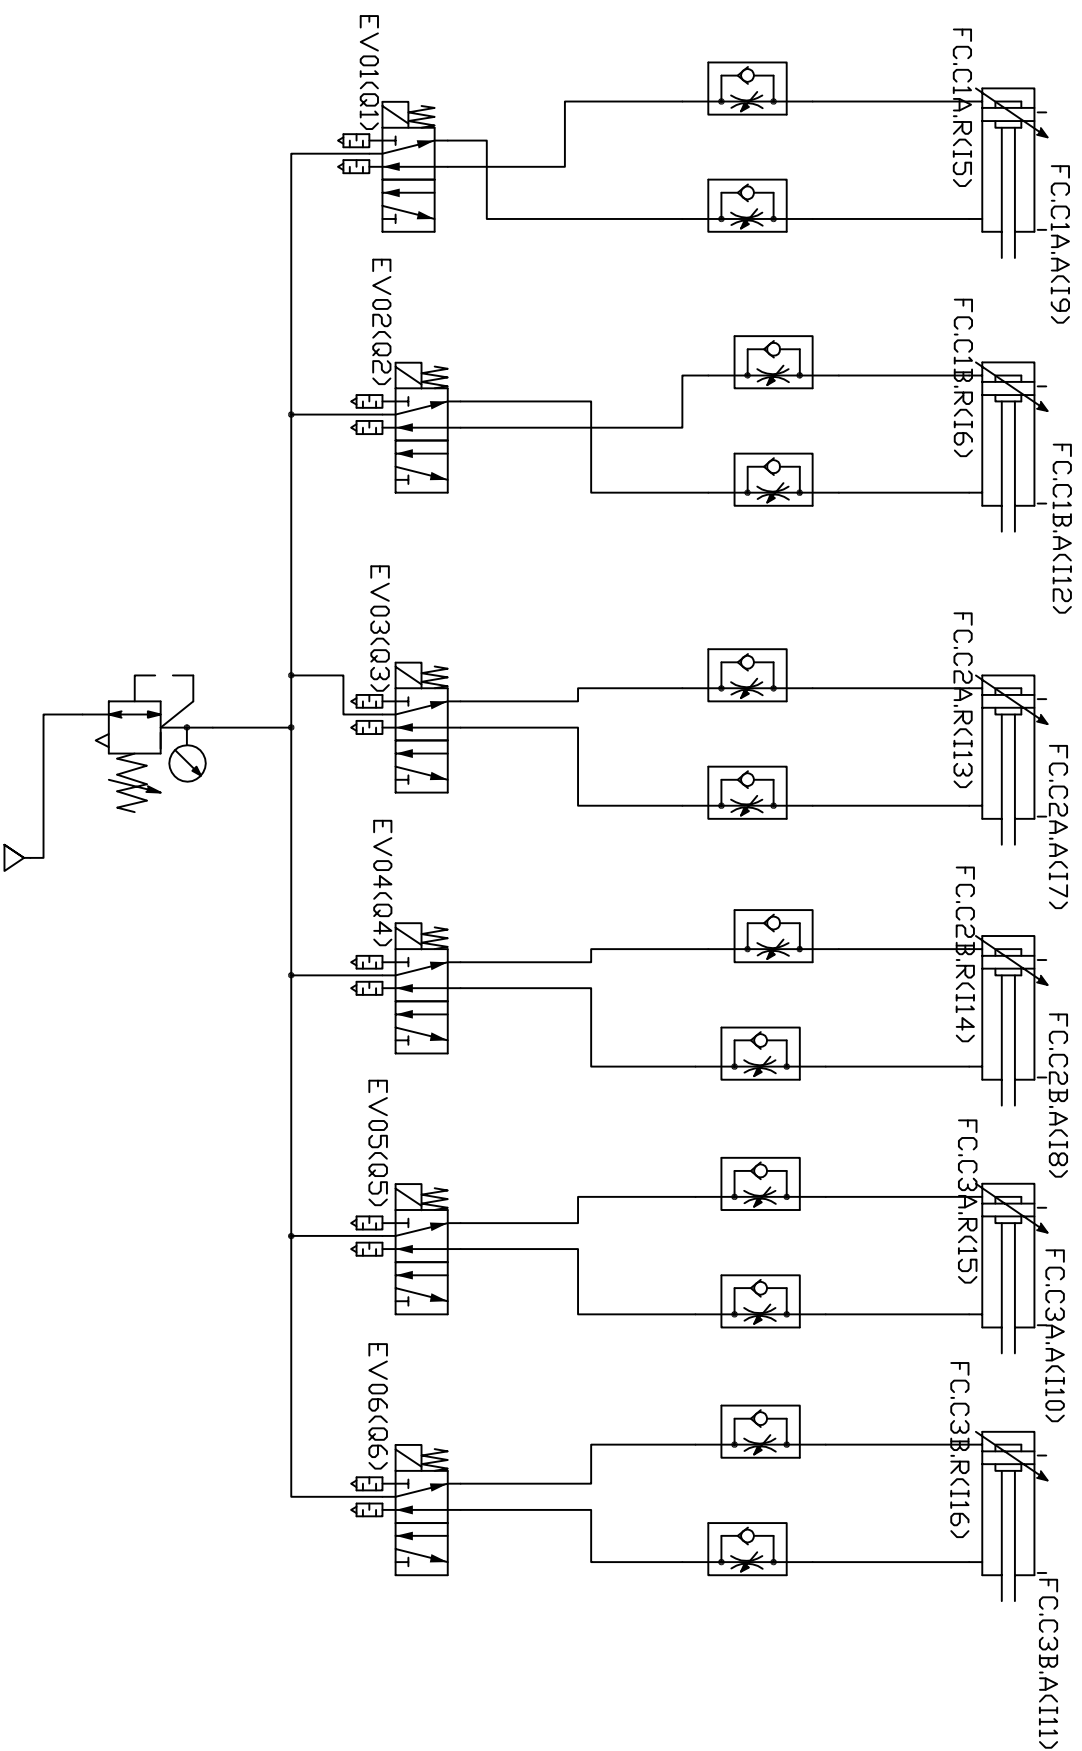 FC.C1A.R(I5)
FC.C1A.A(I9)
EV01(Q1)
FC.C1B.R(I6)
FC.C1B.A(I12)
EV02(Q2)
FC.C2A.R(I13)
FC.C2A.A(I7)
EV03(Q3)
FC.C2B.R(I14)
FC.C2B.A(I8)
EV04(Q4)
FC.C3A.R(15)
FC.C3A.A(I10)
EV05(Q5)
FC.C3B.R(I16)
FC.C3B.A(I11)
EV06(Q6)